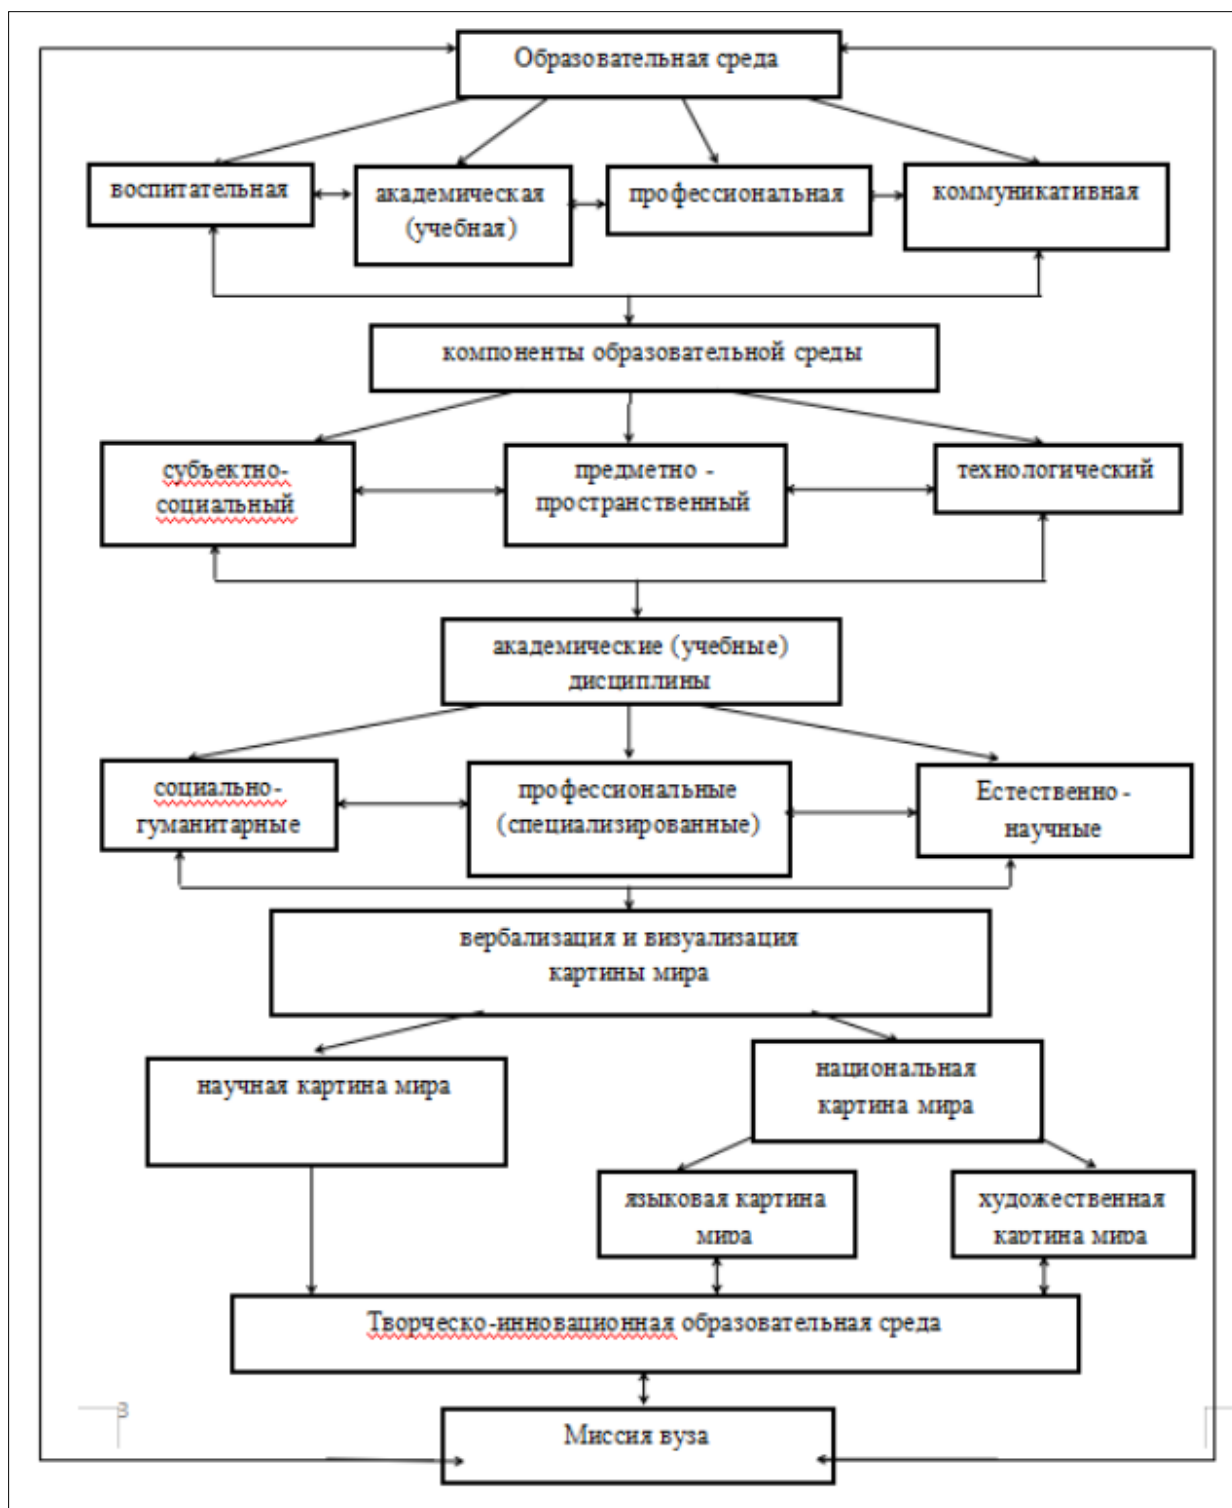 Образовательная среда
воспитательная
академическая
(учебная)
профессиональная
коммуникативная
компоненты образовательной среды
субъектно-
социальный
предметно -
пространственный
технологический
академические (учебные)
дисциплины
социально-
гуманитарные
профессиональные
(специализированные)
Естественно -
научные
вербализация и визуализация
картины мира
научная картина мира
национальная
картина мира
языковая картина
мира
художественная
картина мира
Творческо-инновационная образовательная среда
В
Миссия вуза